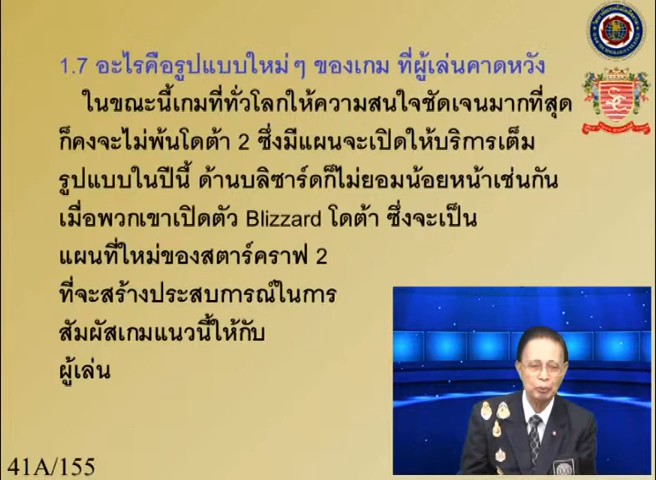 1.7 อะไรคือรูปแบบใหม่ๆ ของเกม ที่ผู้เล่นคาดหวัง
ในขณะนี้เกมที่ทั่วโลกให้ความสนใจชัดเจนมากที่สุด
ก็คงจะไม่พ้นโดต้า 2 ซึ่งมีแผนจะเปิดให้บริการเต็ม
รูปแบบในปีนี้ ด้านบลิซาร์ดก็ไม่ยอมน้อยหน้าเช่นกัน
เมื่อพวกเขาเปิดตัว Blizzard โดต้า ซึ่งจะเป็น
แผนที่ใหม่ของสตาร์คราฟ 2
ที่จะสร้างประสบการณ์ในการ
สัมผัสเกมแนวนี้ให้กับ
ผู้เล่น
41A/155